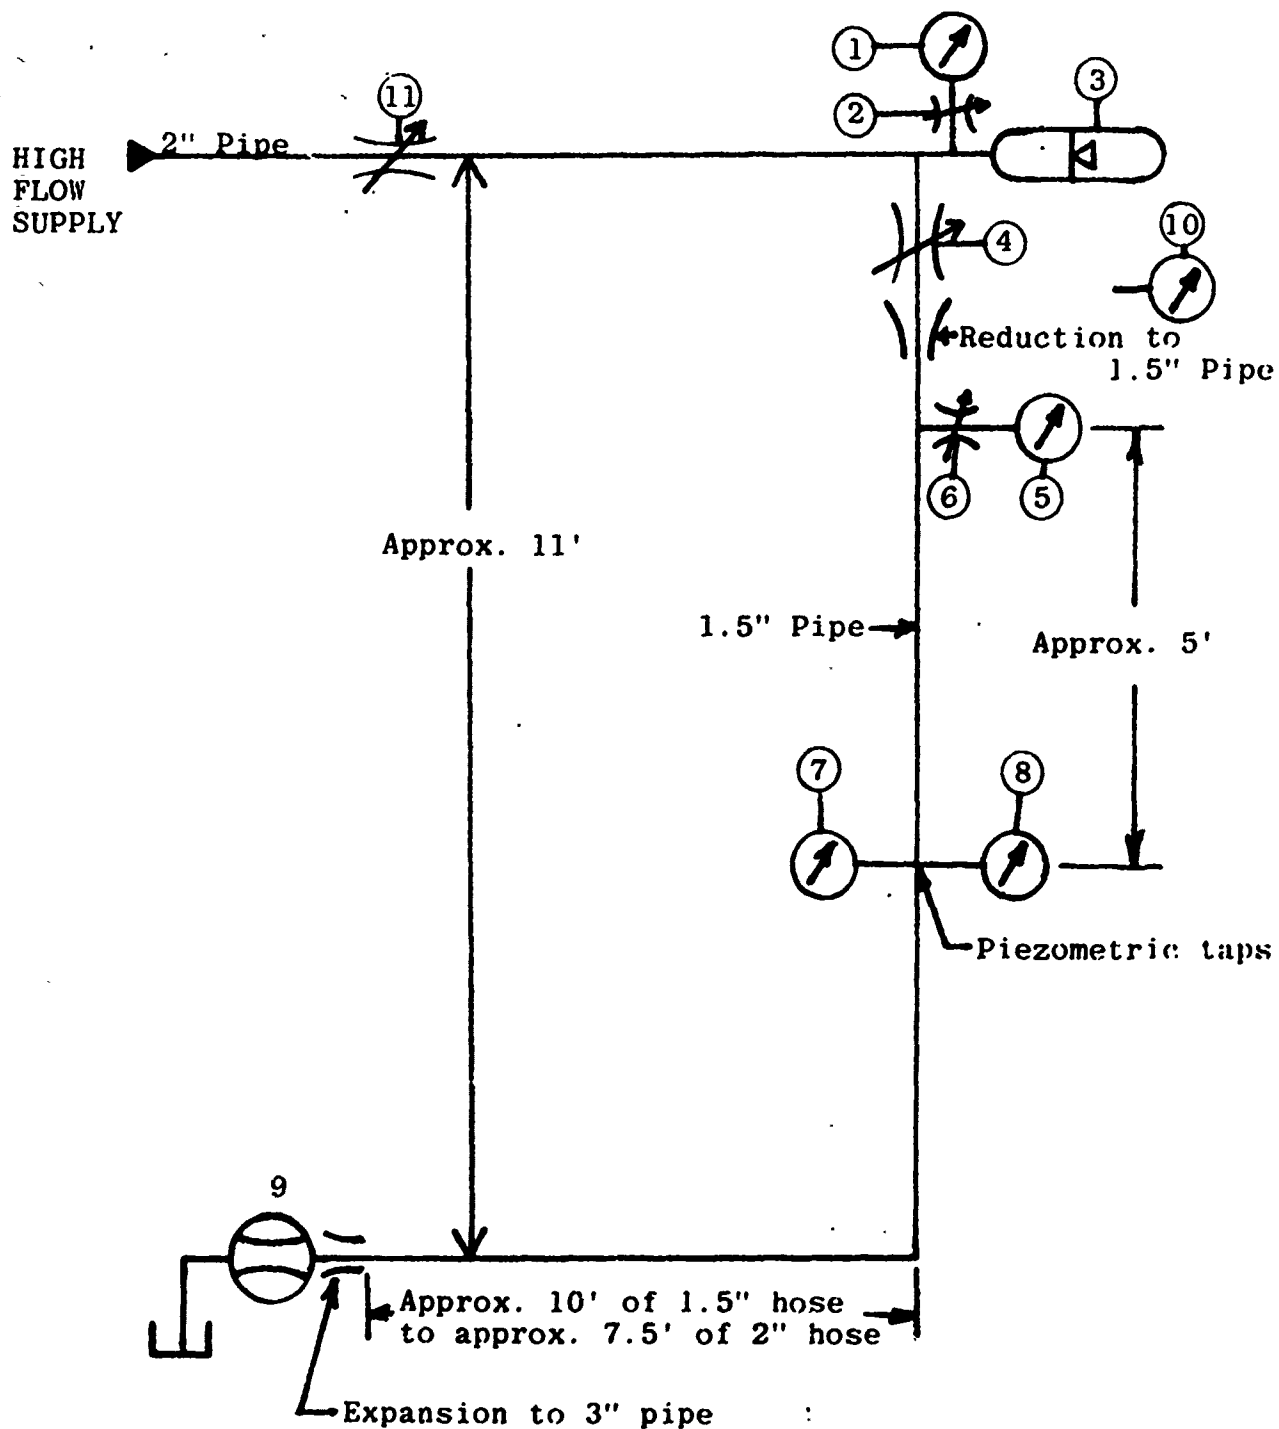 1
2
3
11
2" Pipe
HIGH
FLOW
SUPPLY
4
10
Reduction to
1.5" Pipe
6
5
Approx. 11'
1.5" Pipe
Approx. 5'
7
8
Piezometric taps
9
Approx. 10' of 1.5" hose
to approx. 7.5' of 2" hose
Expansion to 3" pipe